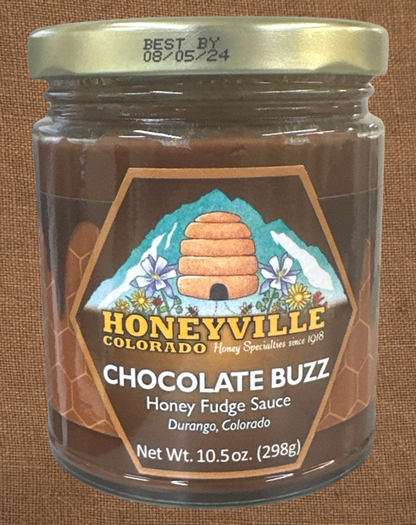 BEST BY
08/05/24
HONEYVILLE
COLORADO Honey Specialties since 1918
CHOCOLATE BUZZ
Honey Fudge Sauce
Durango, Colorado
Net Wt. 10.5 oz. (298g)